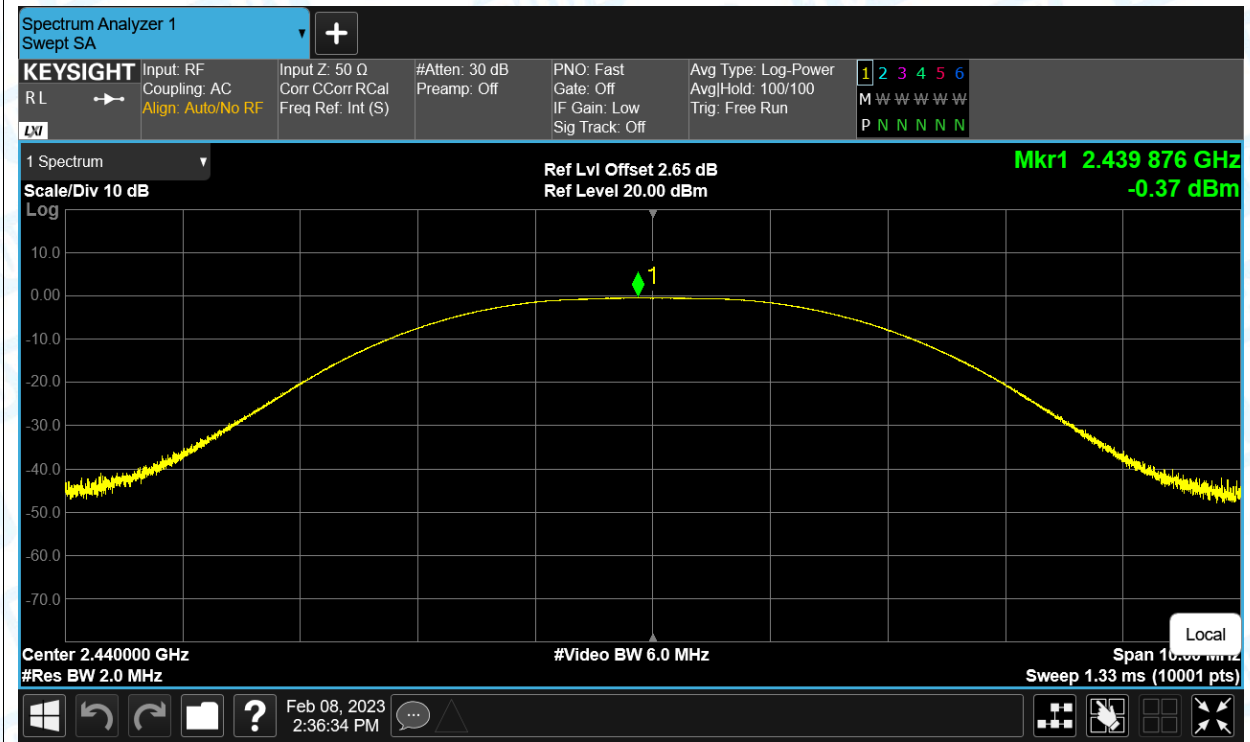 Spectrum Analyzer 1
Swept SA
KEYSIGHT
R L
LXI
Input: RF
Coupling: AC
Align: Auto/No RF
Input Z: 50 Ω
Corr CCorr RCal
Freq Ref: Int (S)
#Atten: 30 dB
Preamp: Off
PNO: Fast
Gate: Off
IF Gain: Low
Sig Track: Off
Avg Type: Log-Power
Avg|Hold: 100/100
Trig: Free Run
1 2 3 4 5 6
M W W W W W
P N N N N N
1 Spectrum
Scale/Div 10 dB
Log
Ref Lvl Offset 2.65 dB
Ref Level 20.00 dBm
Mkr1 2.439 876 GHz
-0.37 dBm
10.0
0.00
-10.0
-20.0
-30.0
-40.0
-50.0
-60.0
-70.0
1
Local
Center 2.440000 GHz
#Res BW 2.0 MHz
#Video BW 6.0 MHz
Span 10.00 MHz
Sweep 1.33 ms (10001 pts)
?
Feb 08, 2023
2:36:34 PM